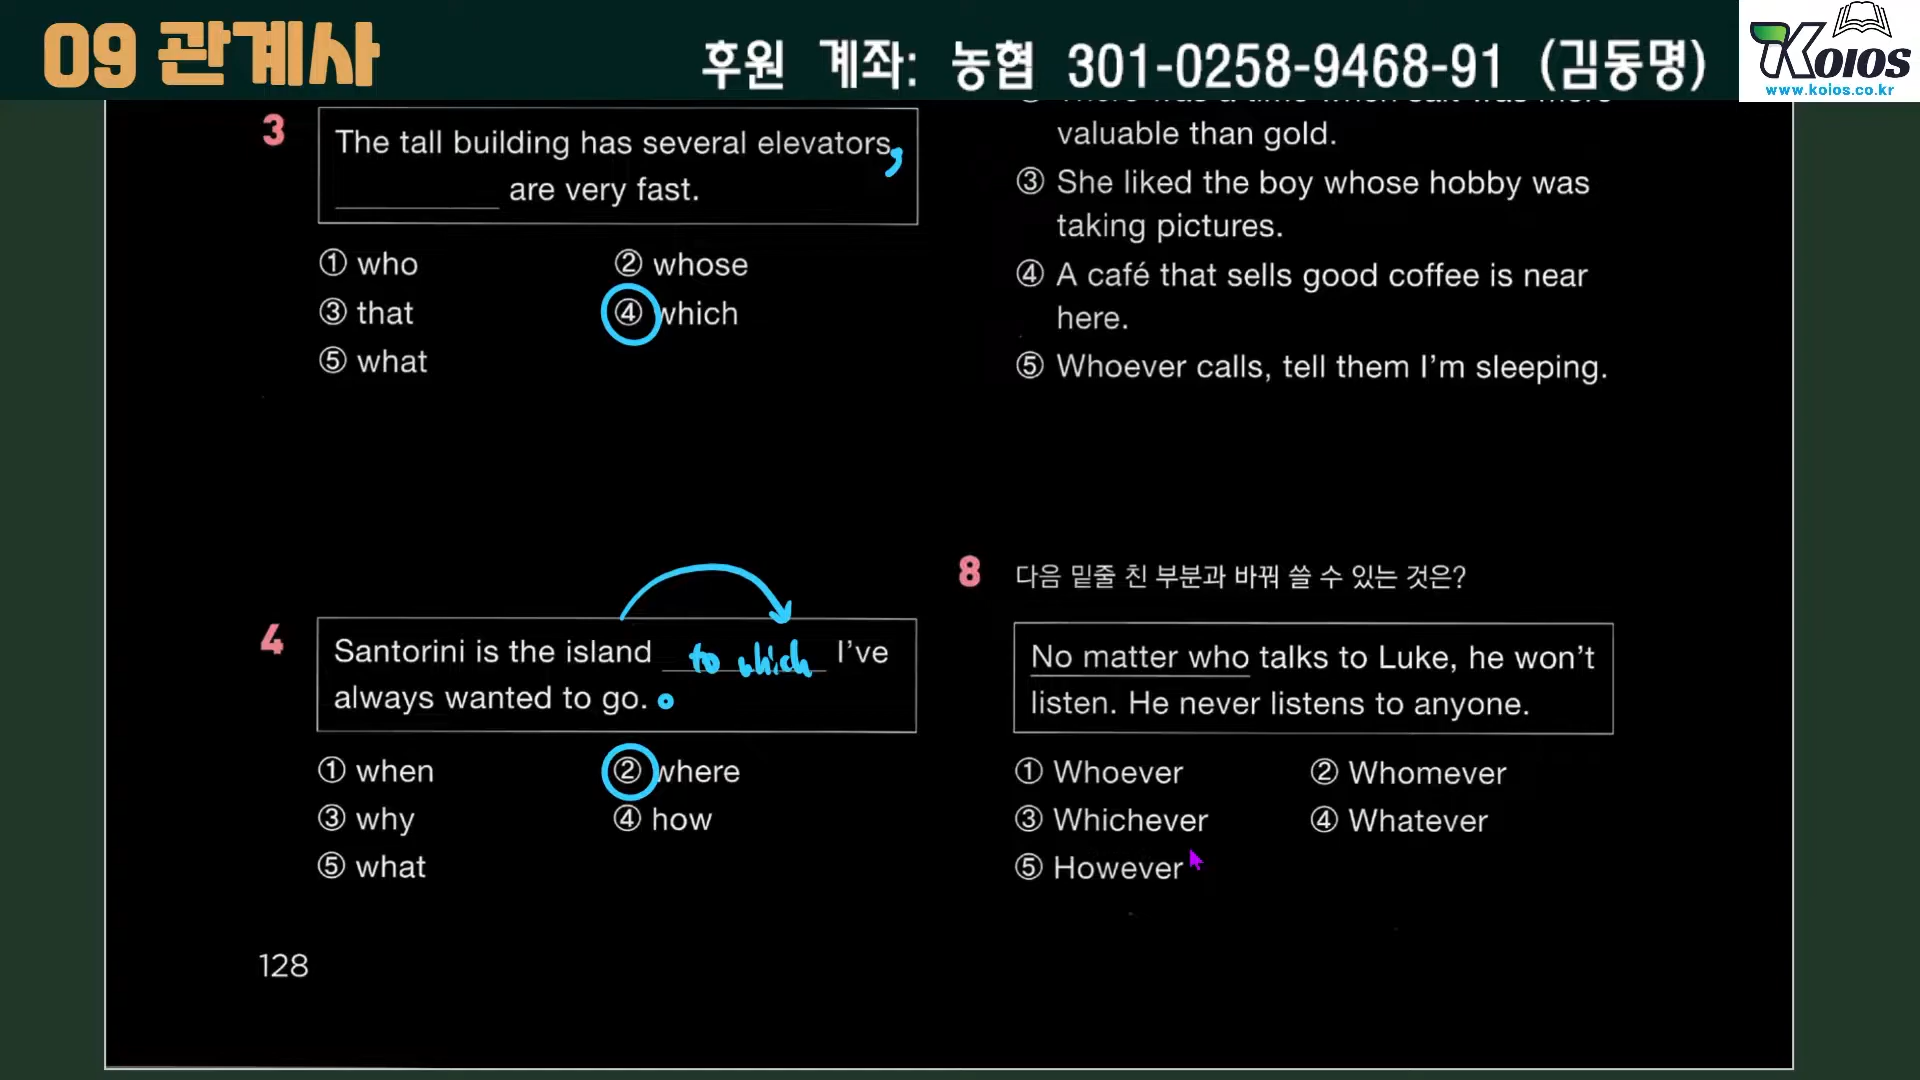 09 관계사
후원 계좌: 농협 301-0258-9468-91 (김동명)
KOIOS
www.koios.co.kr
3
The tall building has several elevators,
________ are very fast.
① who
② whose
③ that
④ which
⑤ what
4
Santorini is the island to which I've
always wanted to go.
① when
② where
③ why
④ how
⑤ what
128
valuable than gold.
③ She liked the boy whose hobby was
taking pictures.
④ A café that sells good coffee is near
here.
⑤ Whoever calls, tell them I'm sleeping.
8 다음 밑줄 친 부분과 바꿔 쓸 수 있는 것은?
No matter who talks to Luke, he won't
listen. He never listens to anyone.
① Whoever
② Whomever
③ Whichever
④ Whatever
⑤ However